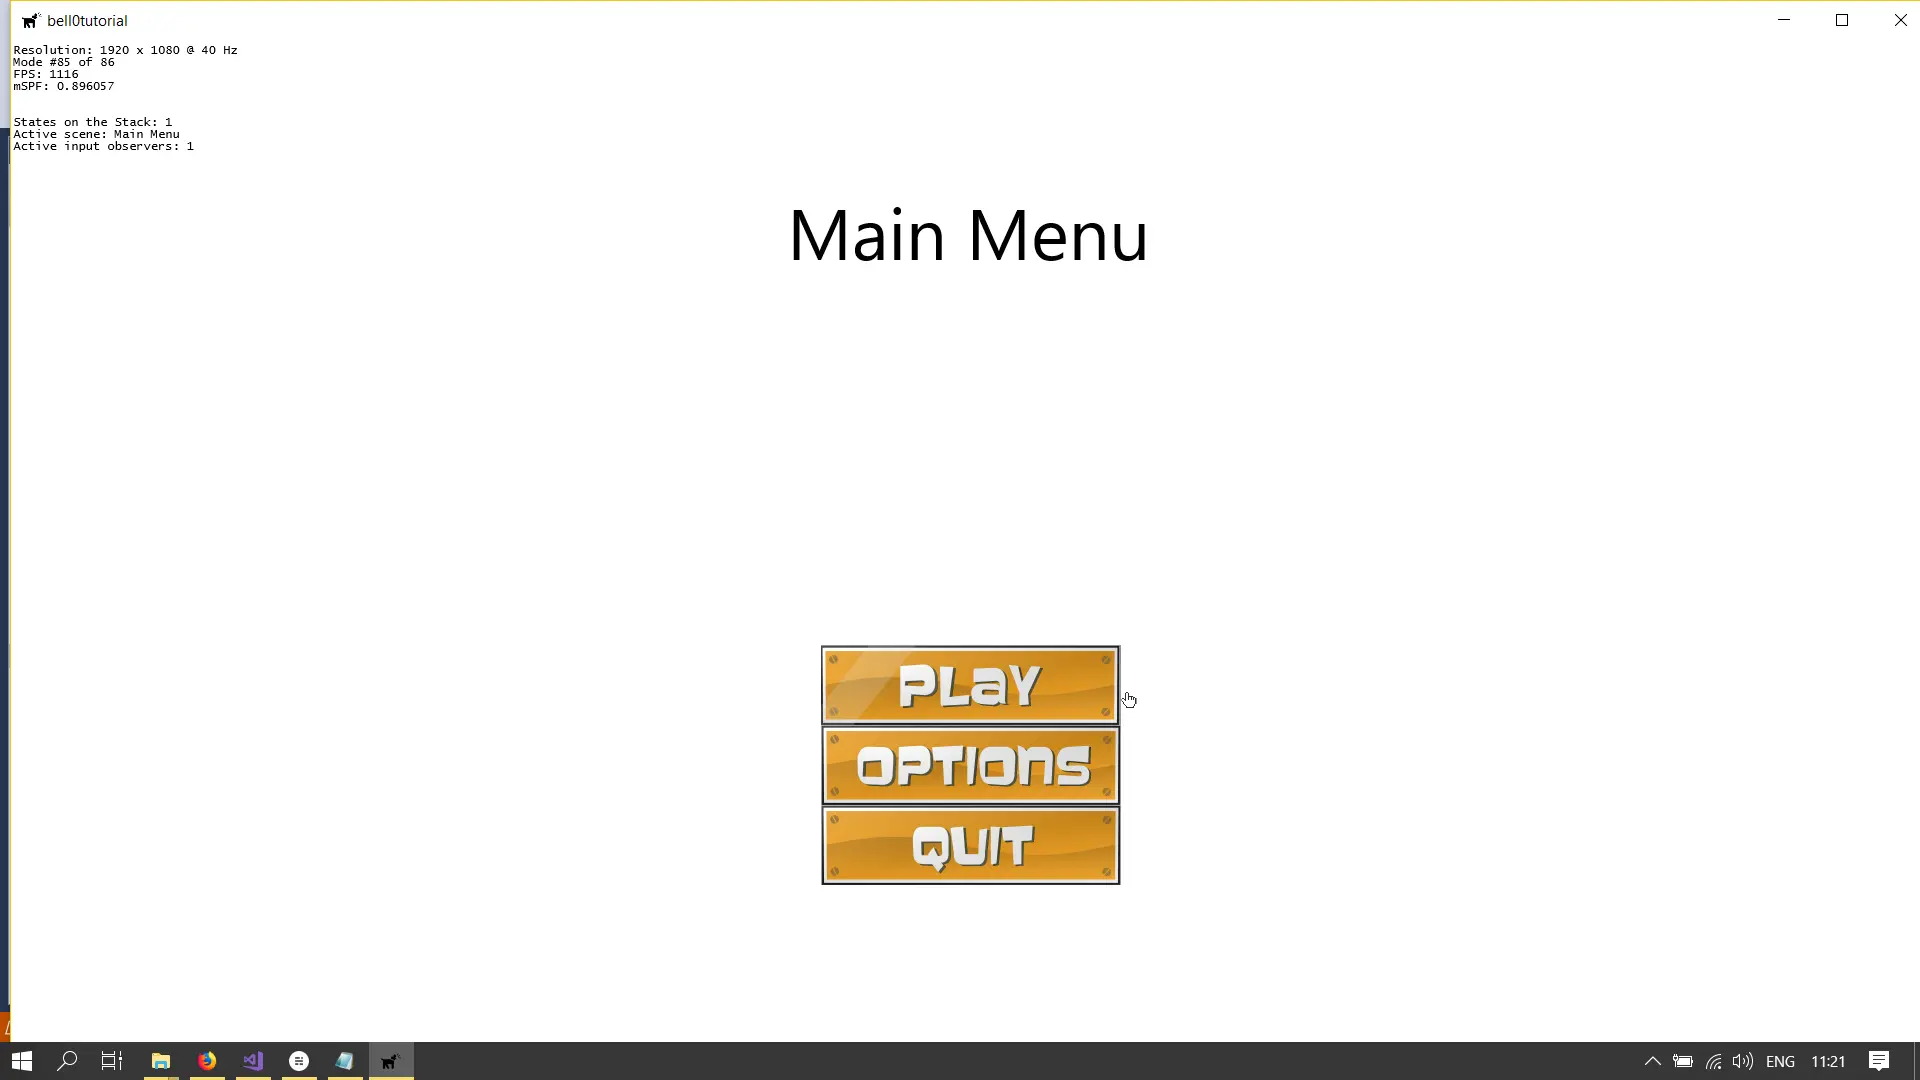 bell0tutorial
Resolution: 1920 x 1080 @ 40 Hz
Mode #85 of 86
FPS: 1116
mSPF: 0.896057
States on the Stack: 1
Active scene: Main Menu
Active input observers: 1
Main Menu
PLaY
OPTIOnS
QUIT
ENG
11:21